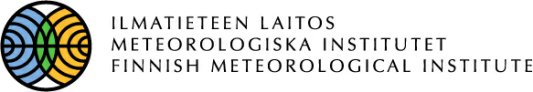 ILMATIETEEN LAITOS
METEOROLOGISKA INSTITUTET
FINNISH METEOROLOGICAL INSTITUTE